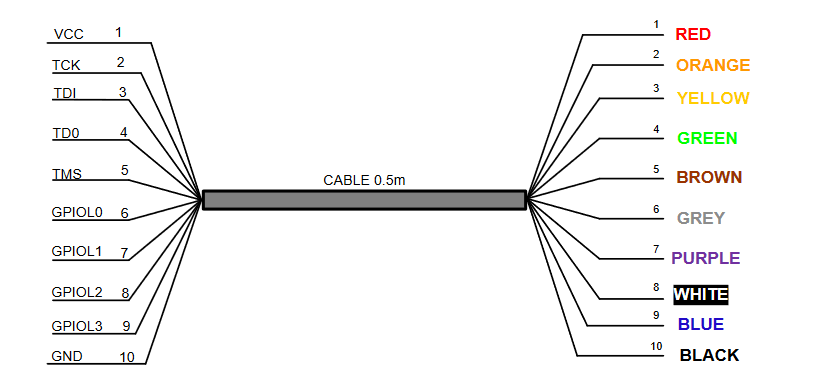 VCC 1
TCK 2
TDI 3
TD0 4
TMS 5
GPIOL0 6
GPIOL1 7
GPIOL2 8
GPIOL3 9
GND 10
CABLE 0.5m
1 RED
2 ORANGE
3 YELLOW
4 GREEN
5 BROWN
6 GREY
7 PURPLE
8 WHITE
9 BLUE
10 BLACK